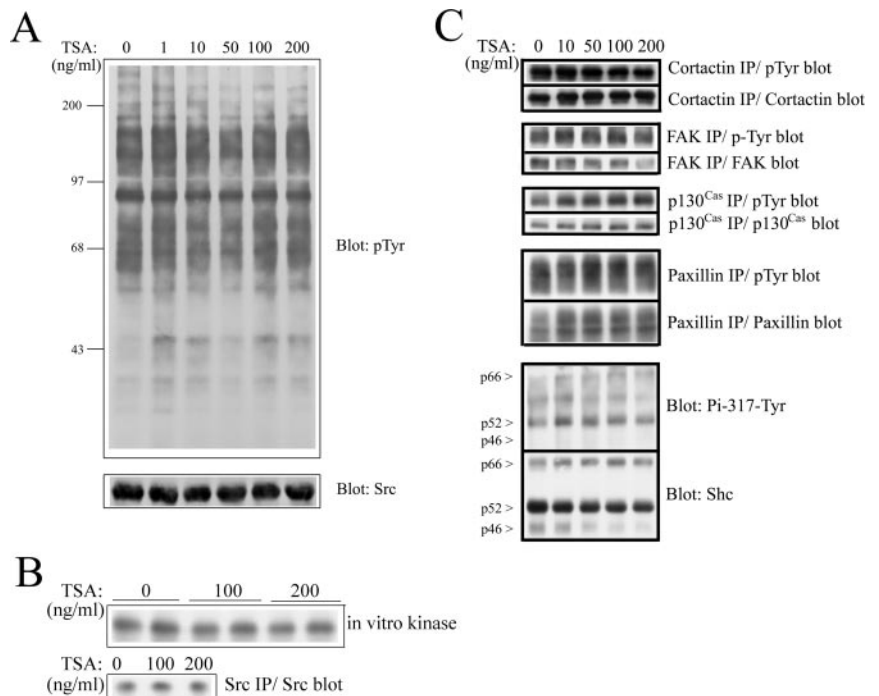 A
TSA: 0 1 10 50 100 200
(ng/ml)
200
97
68
43
Blot: pTyr
Blot: Src
B
TSA: 0 100 200
(ng/ml)
in vitro kinase
TSA: 0 100 200
(ng/ml)
Src IP/ Src blot
C
TSA: 0 10 50 100 200
(ng/ml)
Cortactin IP/ pTyr blot
Cortactin IP/ Cortactin blot
FAK IP/ p-Tyr blot
FAK IP/ FAK blot
p130Cas IP/ pTyr blot
p130Cas IP/ p130Cas blot
Paxillin IP/ pTyr blot
Paxillin IP/ Paxillin blot
p66 >
p52 >
p46 >
Blot: Pi-317-Tyr
p66 >
p52 >
p46 >
Blot: Shc